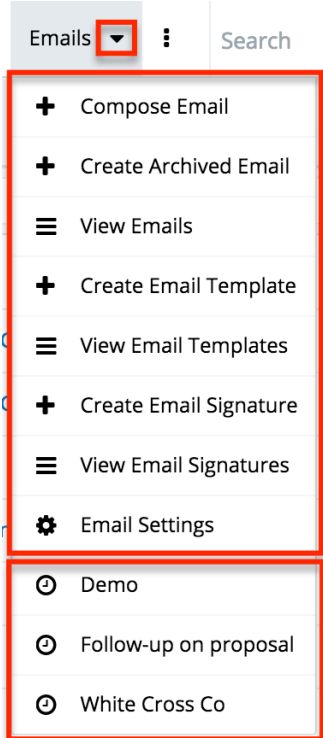 Emails
Search
Compose Email
Create Archived Email
View Emails
Create Email Template
View Email Templates
Create Email Signature
View Email Signatures
Email Settings
Demo
Follow-up on proposal
White Cross Co